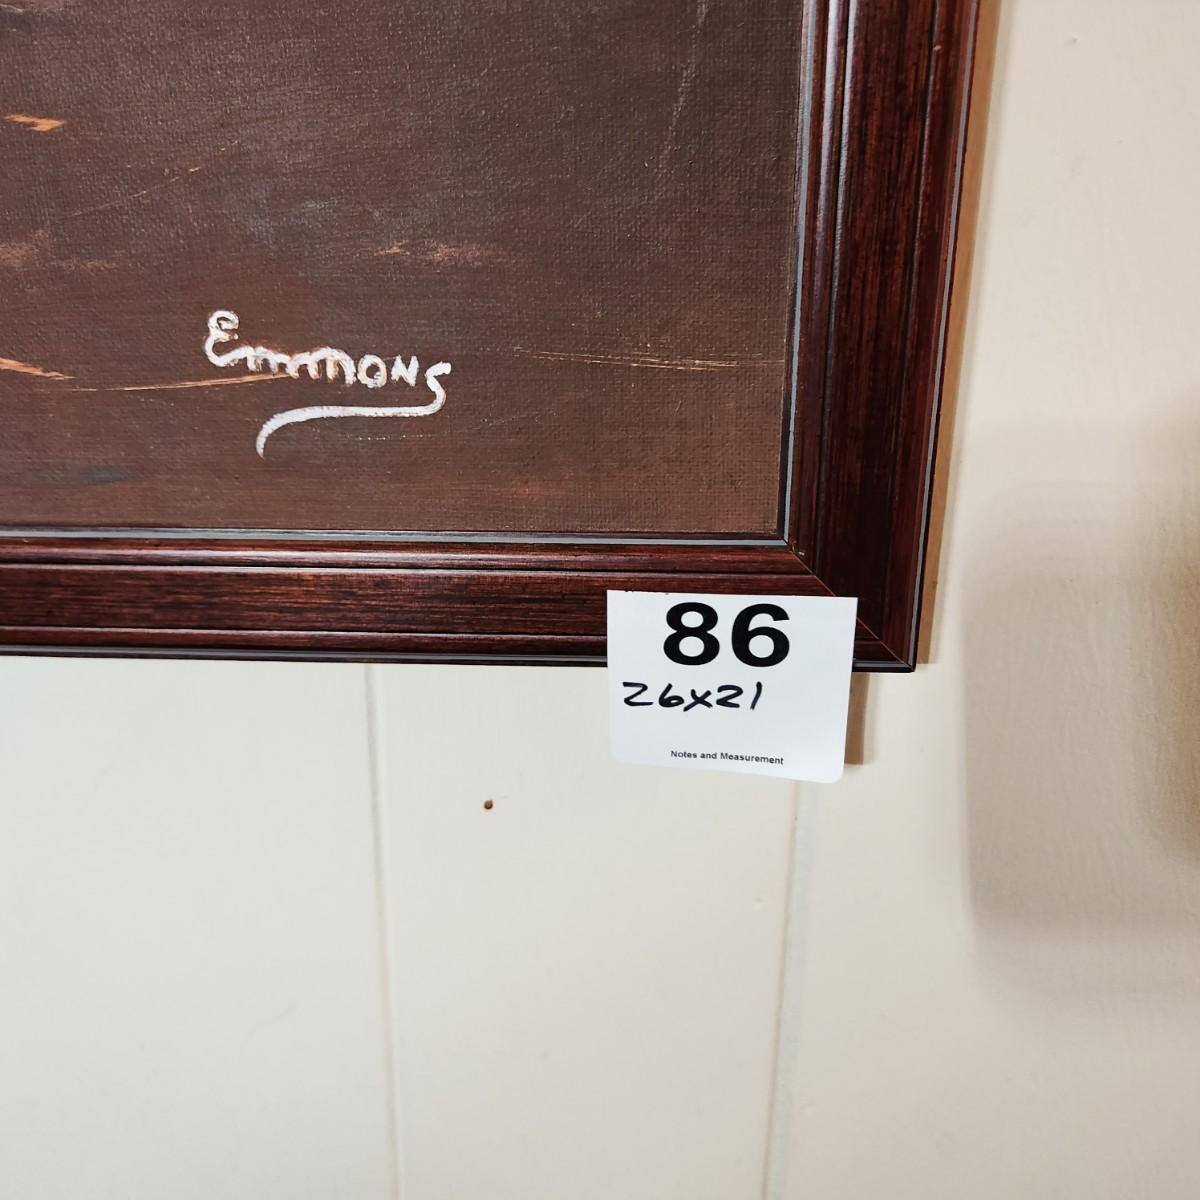 Emmons
86
26x21
Notes and Measurement